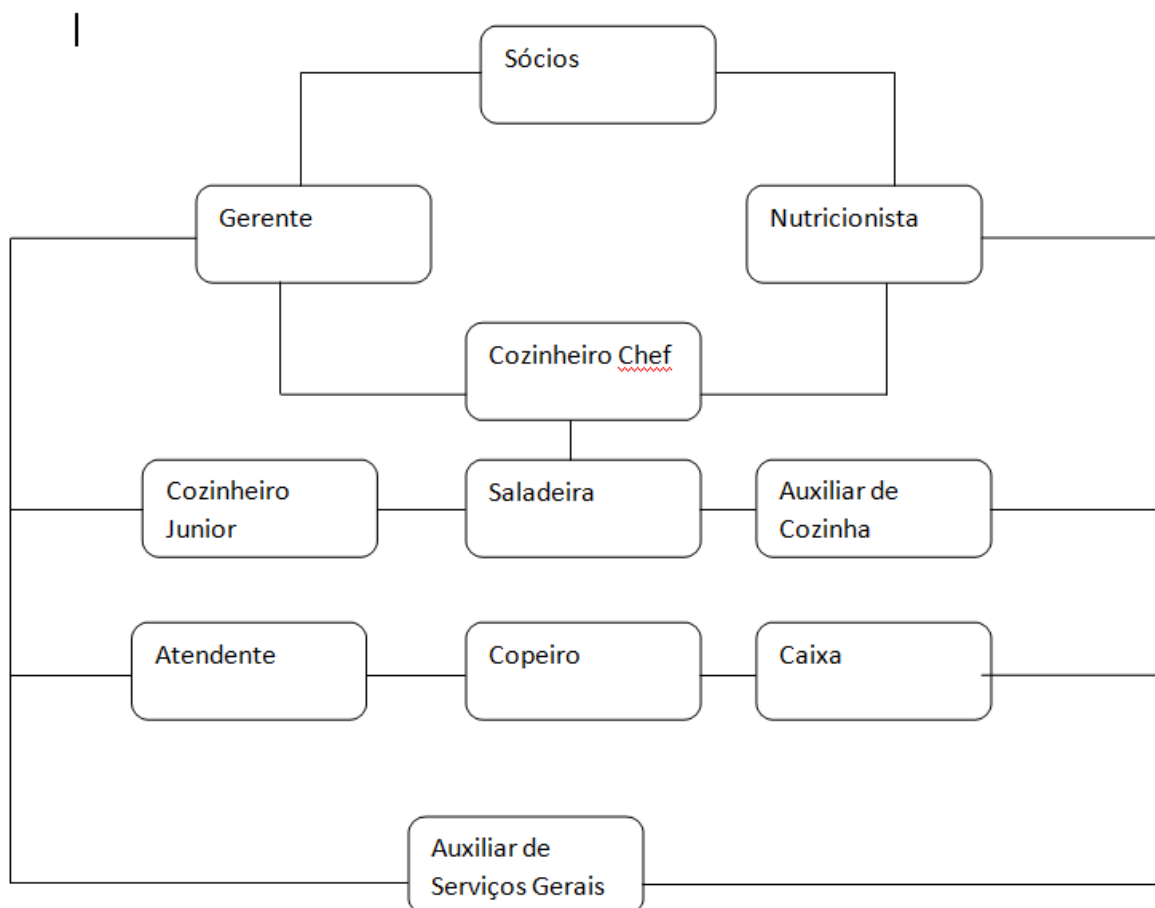 Sócios
Gerente
Nutricionista
Cozinheiro Chef
Cozinheiro
Junior
Saladeira
Auxiliar de
Cozinha
Atendente
Copeiro
Caixa
Auxiliar de
Serviços Gerais